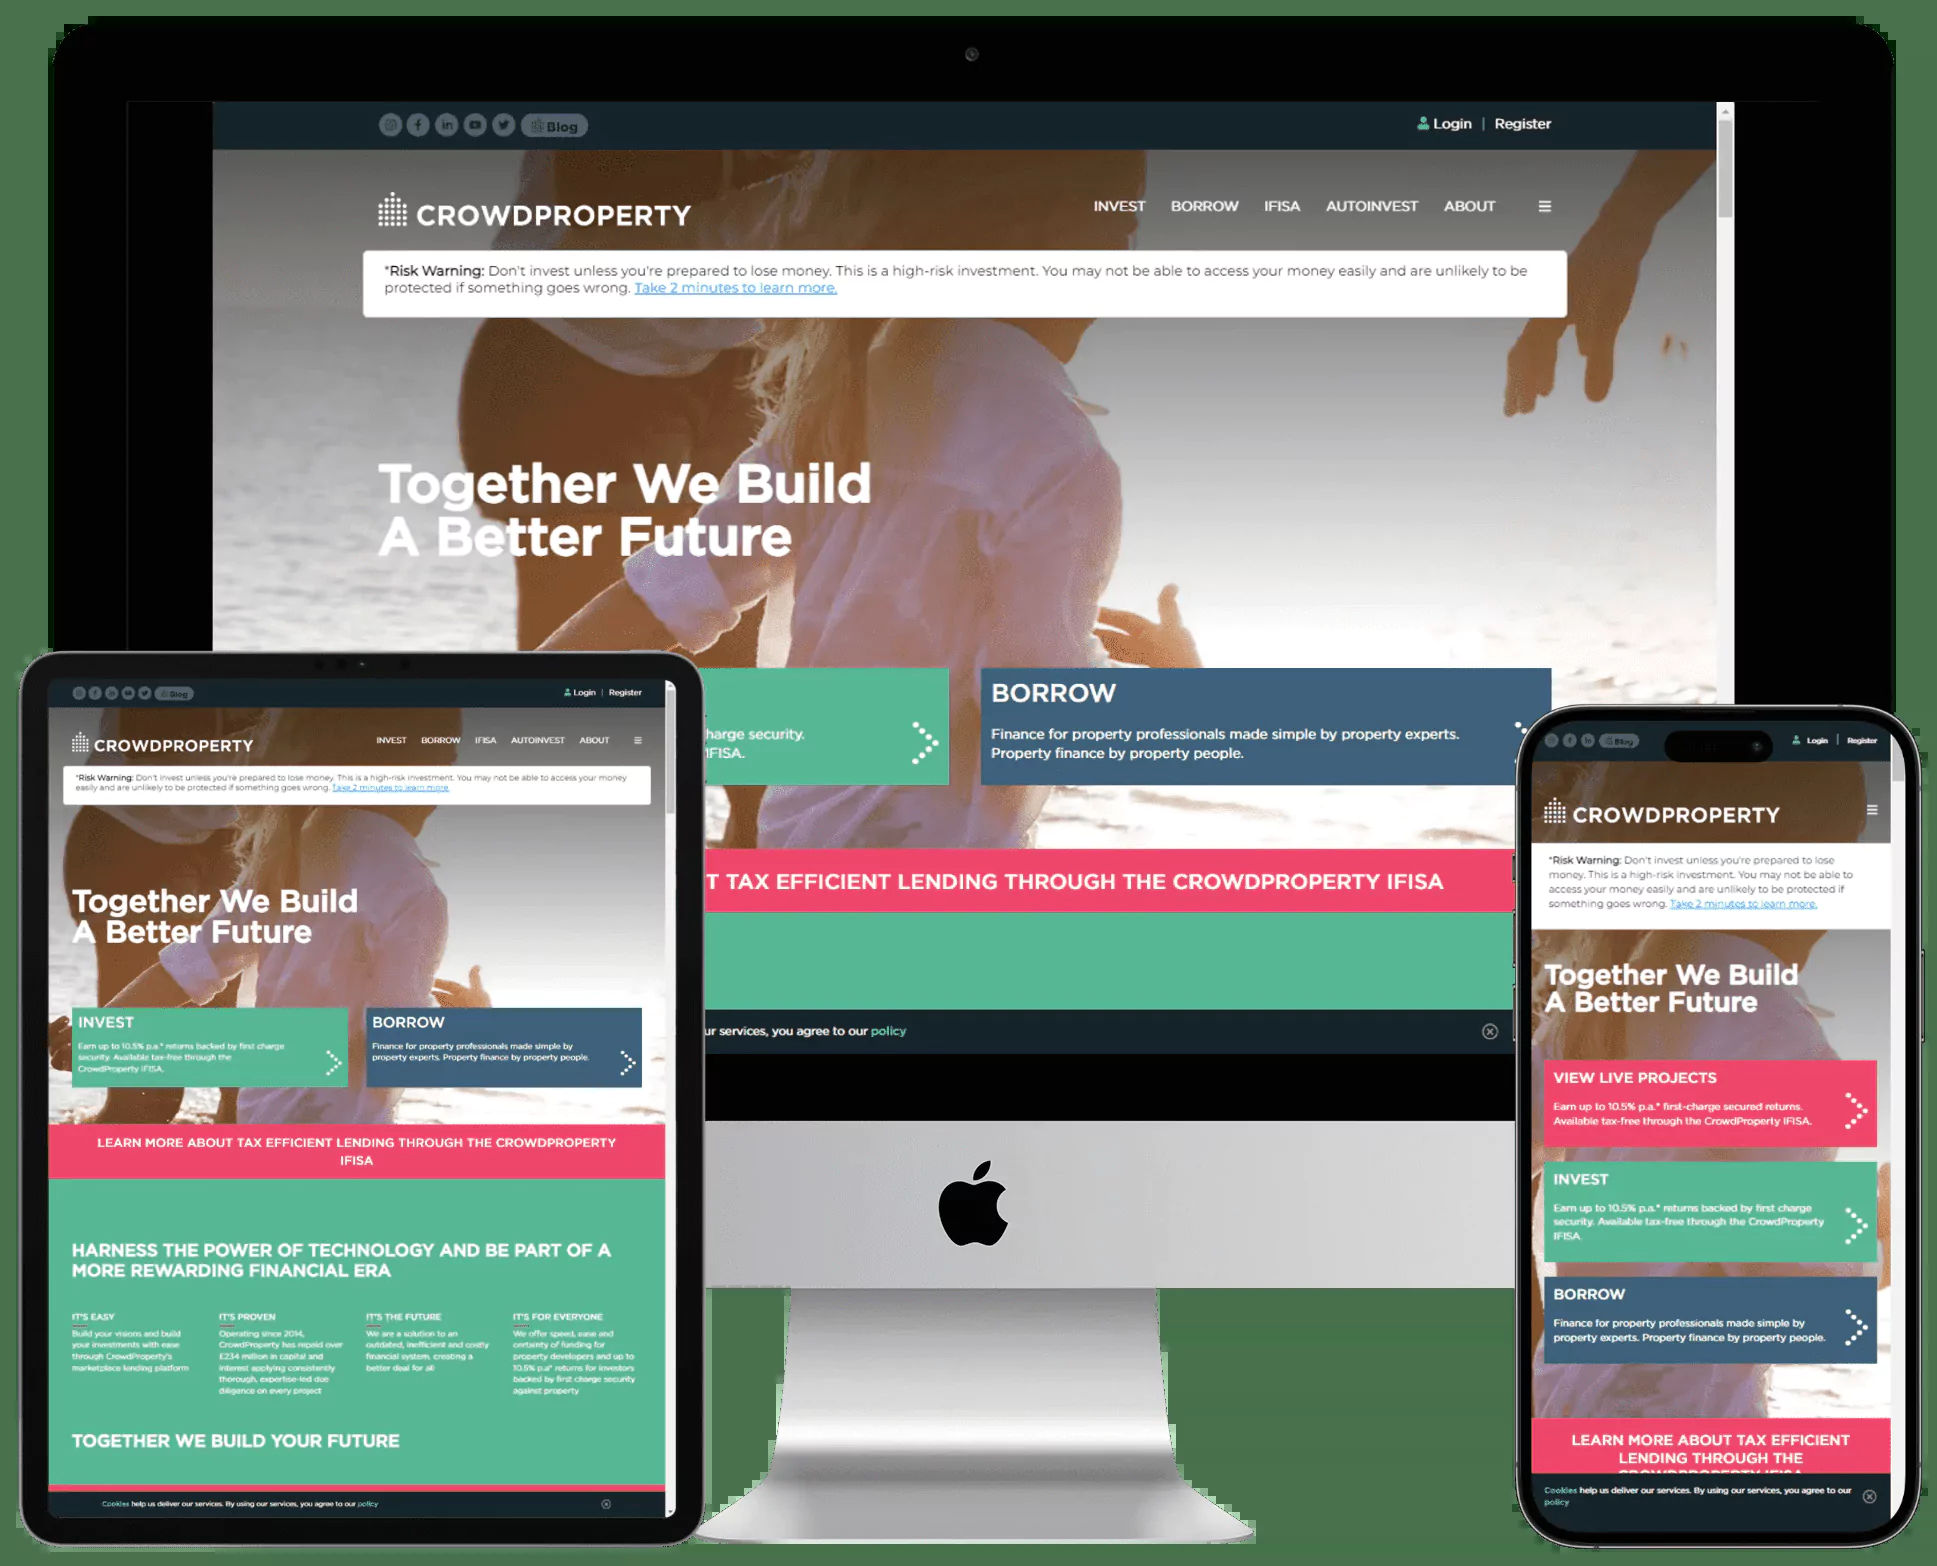 Blog
Login | Register
CROWDPROPERTY
INVEST BORROW IFISA AUTOINVEST ABOUT
*Risk Warning: Don't invest unless you're prepared to lose money. This is a high-risk investment. You may not be able to access your money easily and are unlikely to be
protected if something goes wrong. Take 2 minutes to learn more.
Together We Build
A Better Future
harge security.
IFISA.
BORROW
Finance for property professionals made simple by property experts.
Property finance by property people.
T TAX EFFICIENT LENDING THROUGH THE CROWDPROPERTY IFISA
ur services, you agree to our policy
Blog
Login | Register
CROWDPROPERTY
INVEST BORROW IFISA AUTOINVEST ABOUT
*Risk Warning: Don't invest unless you're prepared to lose money. This is a high-risk investment. You may not be able to access your money
easily and are unlikely to be protected if something goes wrong. Take 2 minutes to learn more.
Together We Build
A Better Future
INVEST
Earn up to 10.5% p.a.* returns backed by first charge
security. Available tax-free through the
CrowdProperty IFISA.
BORROW
Finance for property professionals made simple by
property experts. Property finance by property people.
LEARN MORE ABOUT TAX EFFICIENT LENDING THROUGH THE CROWDPROPERTY
IFISA
HARNESS THE POWER OF TECHNOLOGY AND BE PART OF A
MORE REWARDING FINANCIAL ERA
IT'S EASY
Build your visions and build
your investments with ease
through CrowdProperty's
marketplace lending platform
IT'S PROVEN
Operating since 2014,
CrowdProperty has repaid over
£234 million in capital and
interest applying consistently
thorough, expertise-led due
diligence on every project
IT'S THE FUTURE
We are a solution to an
outdated, inefficient and costly
financial system, creating a
better deal for all
IT'S FOR EVERYONE
We offer speed, ease and
certainty of funding for
property developers and up to
10.5% p.a* returns for investors
backed by first charge security
against property
TOGETHER WE BUILD YOUR FUTURE
Cookies help us deliver our services. By using our services, you agree to our policy
Blog
Login | Register
CROWDPROPERTY
*Risk Warning: Don't invest unless you're prepared to lose
money. This is a high-risk investment. You may not be able to
access your money easily and are unlikely to be protected if
something goes wrong. Take 2 minutes to learn more.
Together We Build
A Better Future
VIEW LIVE PROJECTS
Earn up to 10.5% p.a.* first-charge secured returns.
Available tax-free through the CrowdProperty IFISA.
INVEST
Earn up to 10.5% p.a.* returns backed by first charge
security. Available tax-free through the CrowdProperty
IFISA.
BORROW
Finance for property professionals made simple by
property experts. Property finance by property people.
LEARN MORE ABOUT TAX EFFICIENT
LENDING THROUGH THE
CROWDPROPERTY IFISA
Cookies help us deliver our services. By using our services, you agree to our
policy